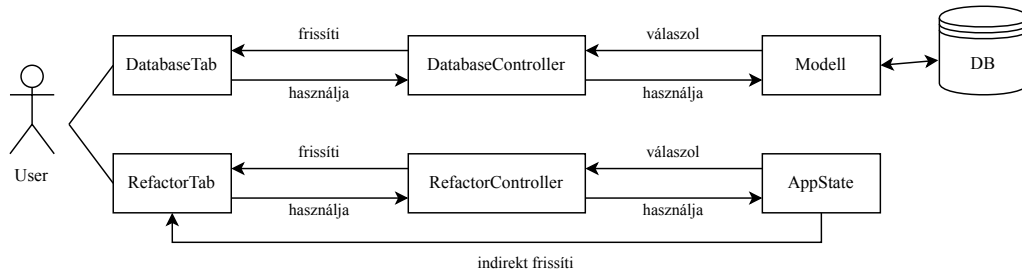 frissíti
válaszol
DatabaseTab
DatabaseController
Modell
DB
használja
használja
frissíti
válaszol
User
RefactorTab
RefactorController
AppState
használja
használja
indirekt frissíti